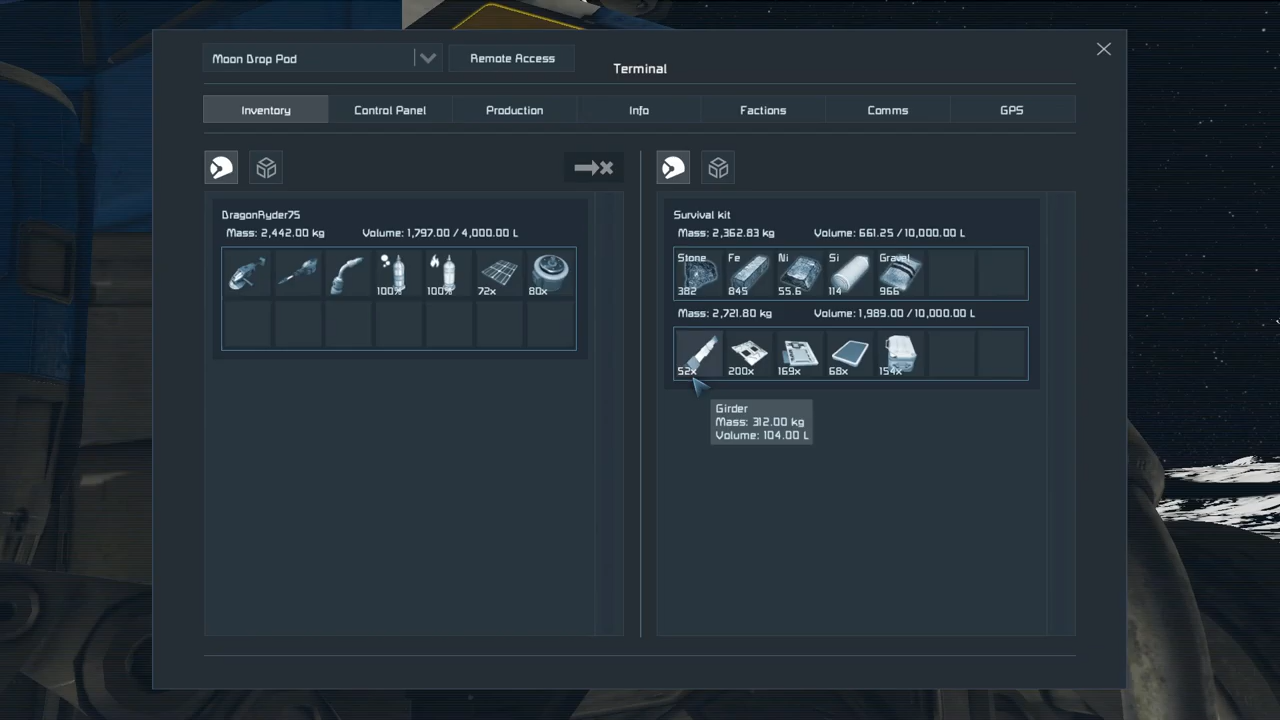 Moon Drop Pod
Remote Access
Terminal
Inventory
Control Panel
Production
Info
Factions
Comms
GPS
DragonRyder75
Mass: 2,442.00 kg
Volume: 1,797.00 / 4,000.00 L
100%
100%
72x
80x
Survival kit
Mass: 2,362.83 kg
Volume: 661.25 / 10,000.00 L
Stone
Fe
Ni
Si
Gravel
382
845
55.6
114
966
Mass: 2,721.80 kg
Volume: 1,989.00 / 10,000.00 L
52x
200x
169x
68x
154x
Girder
Mass: 312.00 kg
Volume: 104.00 L